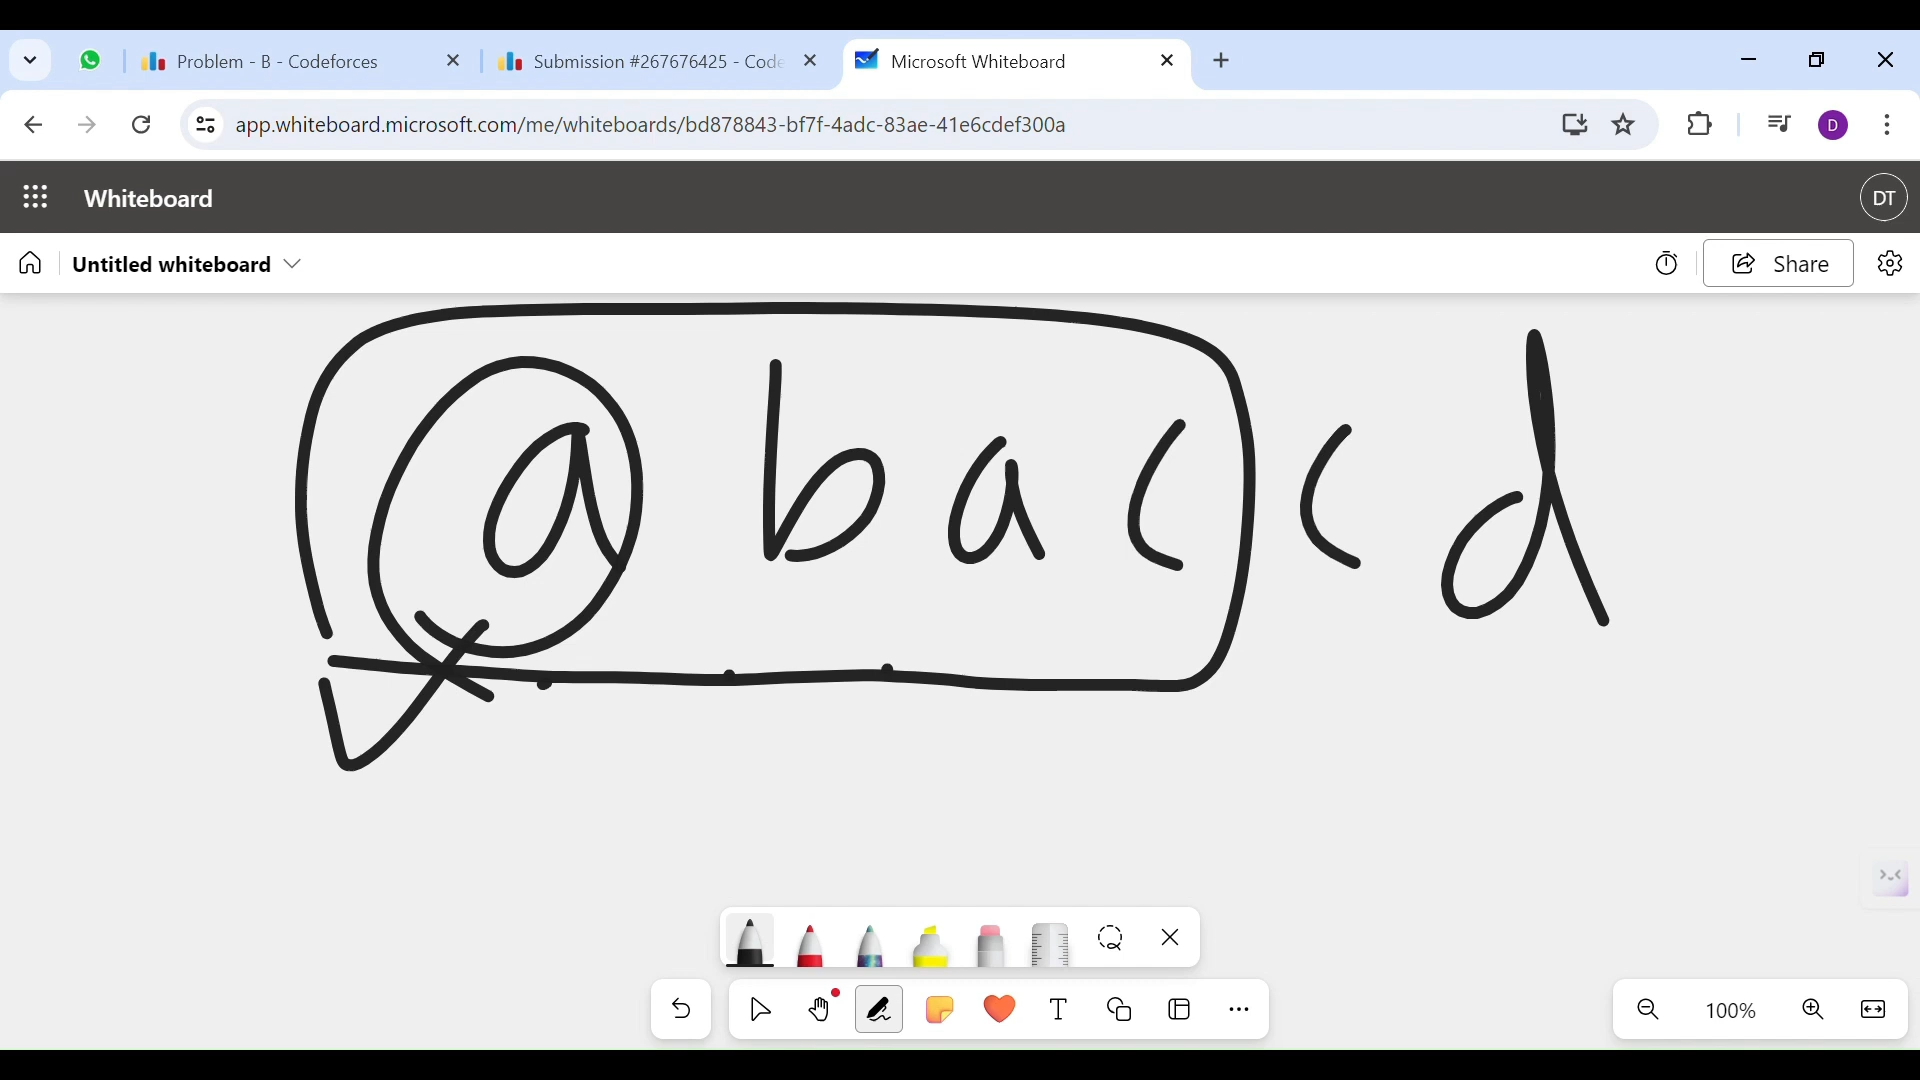 Problem - B - Codeforces
Submission #267676425 - Code
Microsoft Whiteboard
app.whiteboard.microsoft.com/me/whiteboards/bd878843-bf7f-4adc-83ae-41e6cdef300a
D
Whiteboard
DT
Untitled whiteboard
Share
a b a c c d
100%